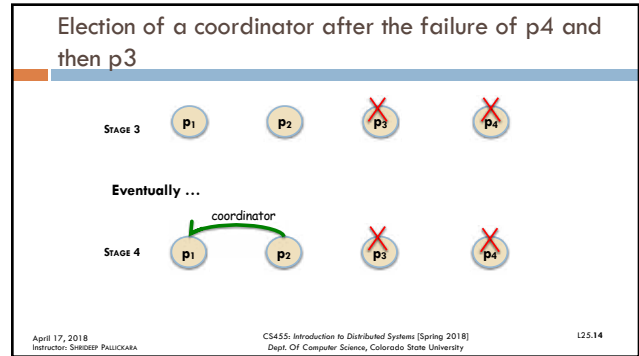 Election of a coordinator after the failure of p4 and
then p3
STAGE 3
p1
p2
p3
p4
Eventually ...
coordinator
STAGE 4
p1
p2
p3
p4
April 17, 2018
Instructor: SHRIDEEP PALLICKARA
CS455: Introduction to Distributed Systems [Spring 2018]
Dept. Of Computer Science, Colorado State University
L25.14